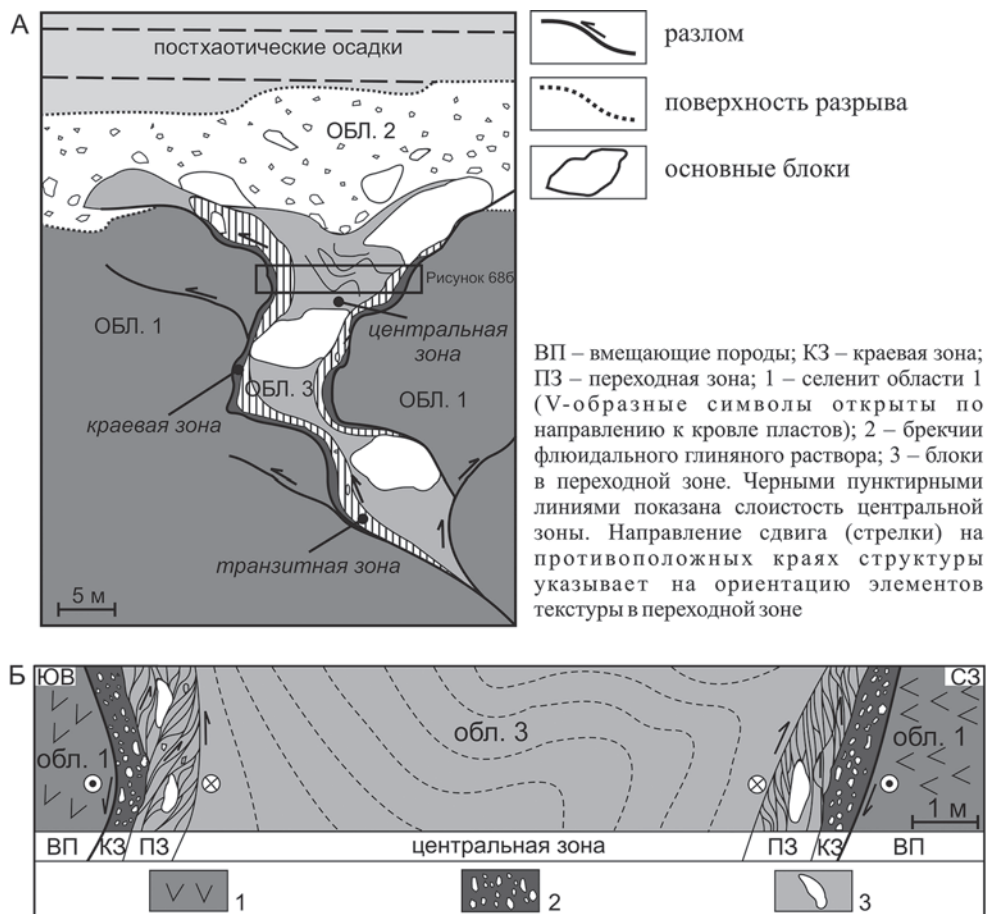 А
постхаотические осадки
ОБЛ. 2
ОБЛ. 1
Рисунок 68б
центральная
зона
ОБЛ. 3
ОБЛ. 1
краевая зона
транзитная зона
5 м
разлом
поверхность разрыва
основные блоки
ВП – вмещающие породы; КЗ – краевая зона;
ПЗ – переходная зона; 1 – селенит области 1
(V-образные символы открыты по
направлению к кровле пластов); 2 – брекчии
флюидального глиняного раствора; 3 – блоки
в переходной зоне. Черными пунктирными
линиями показана слоистость центральной
зоны. Направление сдвига (стрелки) на
противоположных краях структуры
указывает на ориентацию элементов
текстуры в переходной зоне
Б
ЮВ
СЗ
обл. 1
обл. 3
обл. 1
1 м
ВП КЗ ПЗ центральная зона ПЗ КЗ ВП
1 2 3